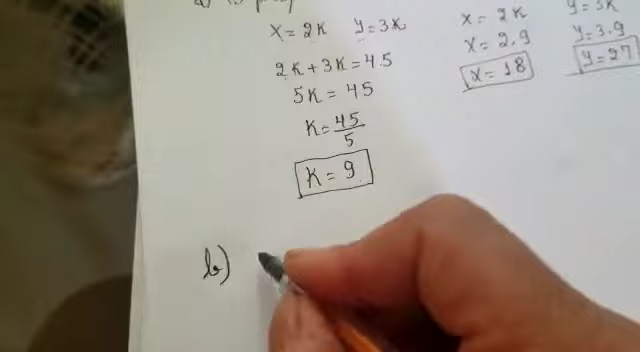 a)
x = 2K y = 3K
2K + 3K = 45
5K = 45
K = 45/5
K = 9
x = 2K
x = 2.9
x = 18
y = 3K
y = 3.9
y = 27
b)